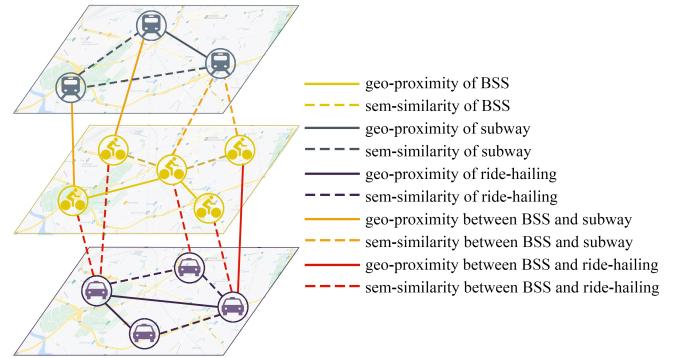 geo-proximity of BSS
sem-similarity of BSS
geo-proximity of subway
sem-similarity of subway
geo-proximity of ride-hailing
sem-similarity of ride-hailing
geo-proximity between BSS and subway
sem-similarity between BSS and subway
geo-proximity between BSS and ride-hailing
sem-similarity between BSS and ride-hailing